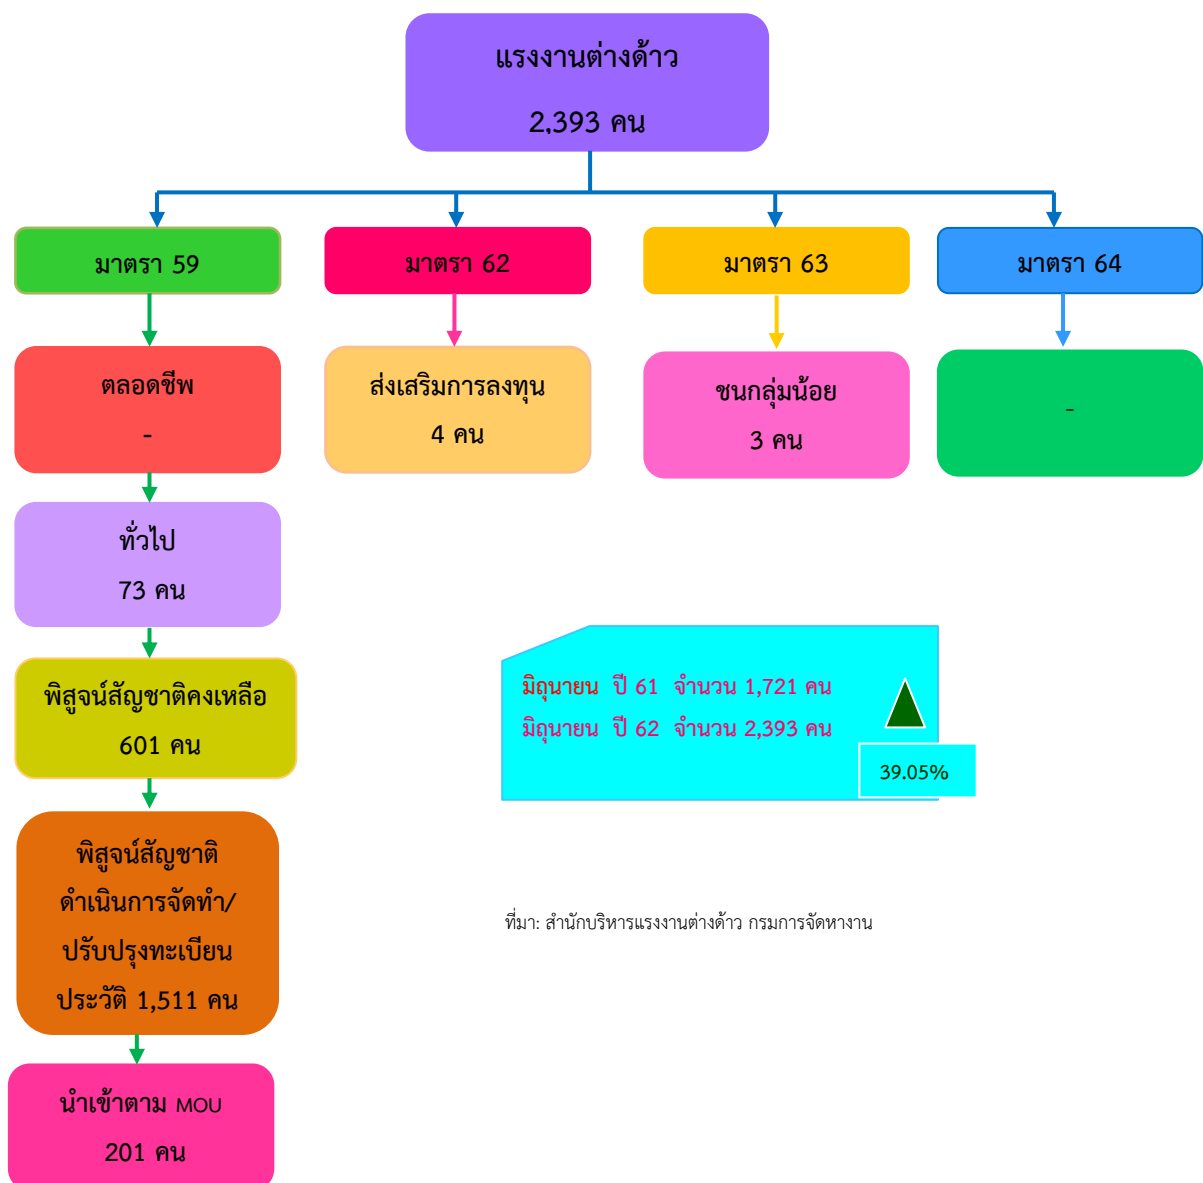 แรงงานต่างด้าว
2,393 คน
มาตรา 59
มาตรา 62
มาตรา 63
มาตรา 64
ตลอดชีพ
-
ส่งเสริมการลงทุน
4 คน
ชนกลุ่มน้อย
3 คน
-
ทั่วไป
73 คน
พิสูจน์สัญชาติคงเหลือ
601 คน
พิสูจน์สัญชาติ
ดำเนินการจัดทำ/
ปรับปรุงทะเบียน
ประวัติ 1,511 คน
นำเข้าตาม MOU
201 คน
มิถุนายน ปี 61 จำนวน 1,721 คน
มิถุนายน ปี 62 จำนวน 2,393 คน
39.05%
ที่มา: สำนักบริหารแรงงานต่างด้าว กรมการจัดหางาน